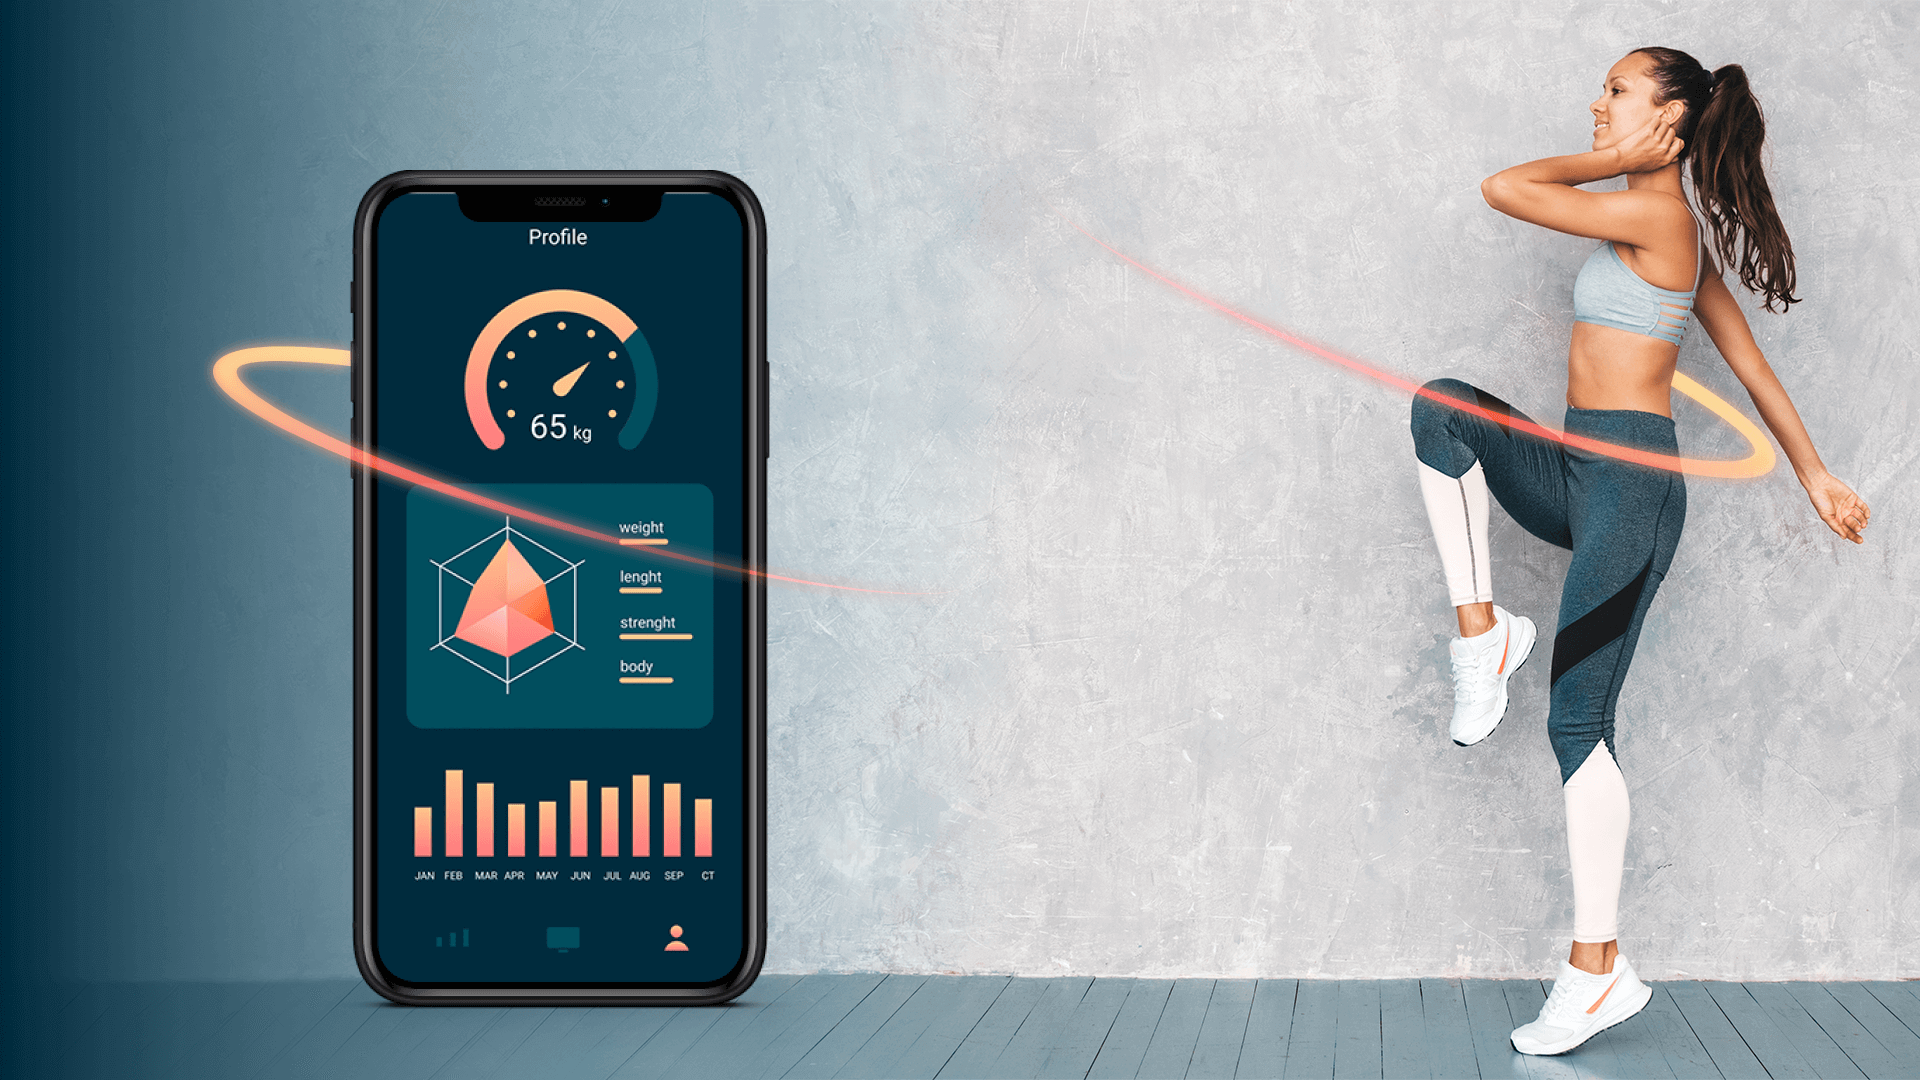 Profile
65 kg
weight
lenght
strenght
body
JAN FEB MAR APR MAY JUN JUL AUG SEP CT